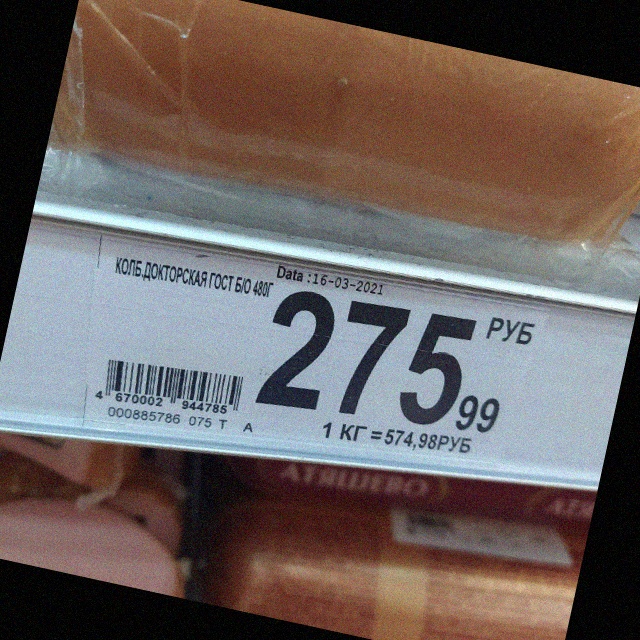 КОЛБ.ДОКТОРСКАЯ ГОСТ Б/О 480Г
Data :16-03-2021
275 99 РУБ
1 КГ = 574,98РУБ
4 670002 944785
000885786 075 Т А
АТЯШЕВО